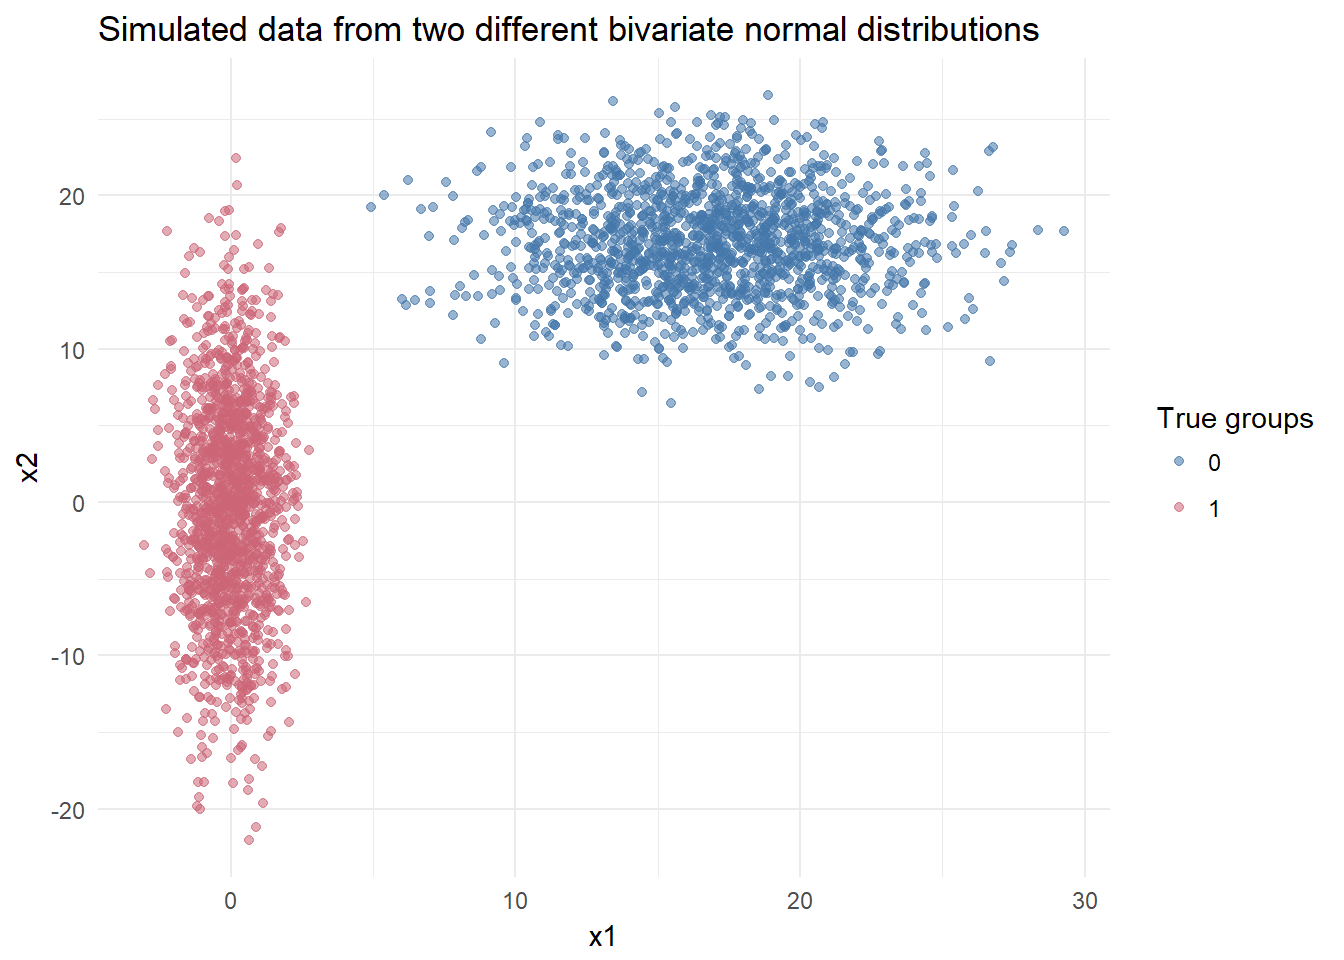 Simulated data from two different bivariate normal distributions
x2
20
10
0
-10
-20
0
10
20
30
x1
True groups
0
1